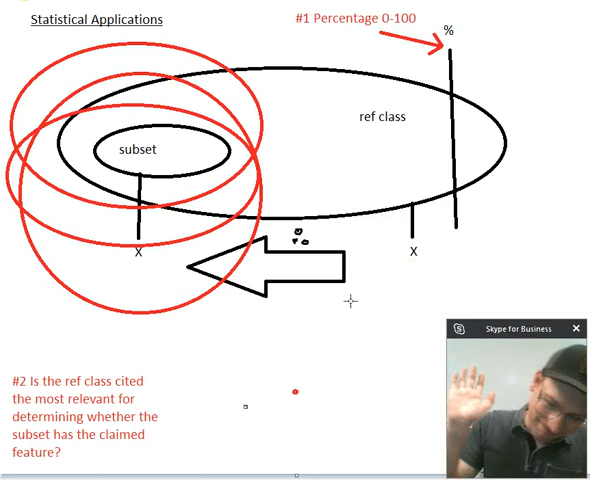 Statistical Applications
#1 Percentage 0-100
%
ref class
subset
X
X
Skype for Business
#2 Is the ref class cited
the most relevant for
determining whether the
subset has the claimed
feature?